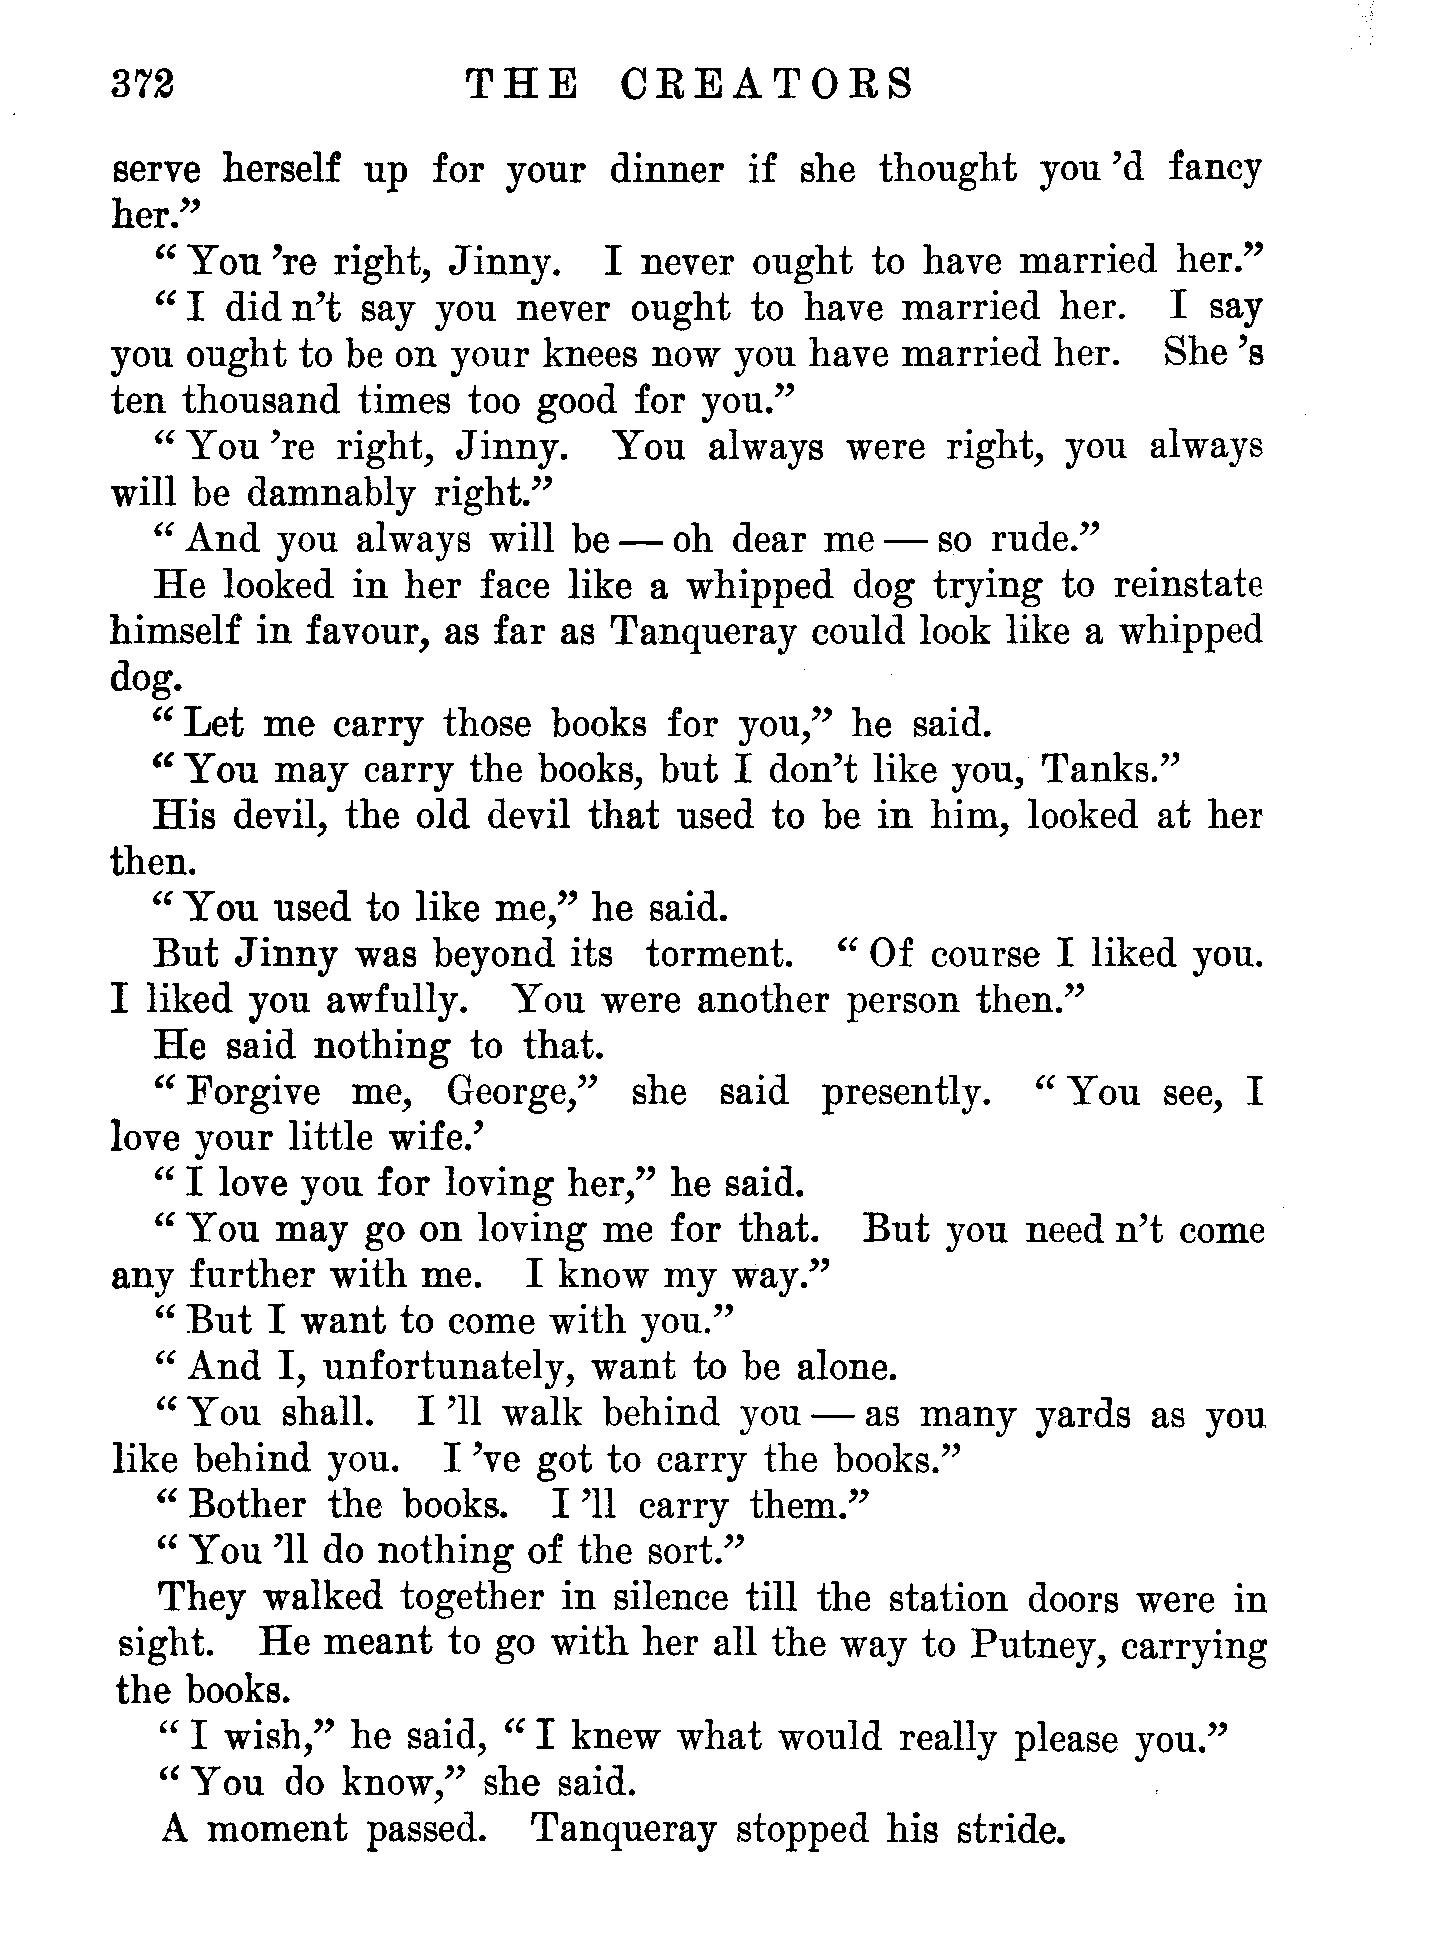 372 THE CREATORS
serve herself up for your dinner if she thought you 'd fancy
her.”
“ You 're right, Jinny. I never ought to have married her.”
“ I did n't say you never ought to have married her. I say
you ought to be on your knees now you have married her. She 's
ten thousand times too good for you.”
“ You 're right, Jinny. You always were right, you always
will be damnably right.”
“ And you always will be — oh dear me — so rude.”
He looked in her face like a whipped dog trying to reinstate
himself in favour, as far as Tanqueray could look like a whipped
dog.
“ Let me carry those books for you,” he said.
“ You may carry the books, but I don't like you, Tanks.”
His devil, the old devil that used to be in him, looked at her
then.
“ You used to like me,” he said.
But Jinny was beyond its torment. “ Of course I liked you.
I liked you awfully. You were another person then.”
He said nothing to that.
“ Forgive me, George,” she said presently. “ You see, I
love your little wife.’
“ I love you for loving her,” he said.
“ You may go on loving me for that. But you need n't come
any further with me. I know my way.”
“ But I want to come with you.”
“ And I, unfortunately, want to be alone.
“ You shall. I 'll walk behind you — as many yards as you
like behind you. I 've got to carry the books.”
“ Bother the books. I 'll carry them.”
“ You 'll do nothing of the sort.”
They walked together in silence till the station doors were in
sight. He meant to go with her all the way to Putney, carrying
the books.
“ I wish,” he said, “ I knew what would really please you.”
“ You do know,” she said.
A moment passed. Tanqueray stopped his stride.